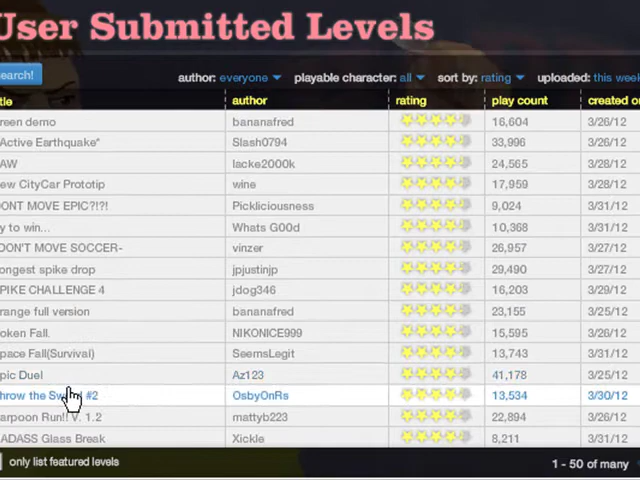 User Submitted Levels
earch!
author: everyone playable character: all sort by: rating uploaded: this week
tle author rating play count created o
reen demo bananafred 16,604 3/26/12
Active Earthquake* Slash0794 33,996 3/26/12
AW lacke2000k 24,565 3/28/12
ew CityCar Prototip wine 17,959 3/28/12
DONT MOVE EPIC?!?! Pickliciousness 9,024 3/31/12
y to win... Whats G00d 10,368 3/31/12
DON'T MOVE SOCCER- vinzer 26,957 3/27/12
ongest spike drop jpjustinjp 29,490 3/27/12
PIKE CHALLENGE 4 jdog346 16,203 3/29/12
range full version bananafred 23,155 3/25/12
oken Fall. NIKONICE999 15,595 3/26/12
pace Fall(Survival) SeemsLegit 13,743 3/31/12
pic Duel Az123 41,178 3/25/12
hrow the Sw #2 OsbyOnRs 13,534 3/30/12
arpoon Run!! V. 1.2 mattyb223 22,894 3/26/12
ADASS Glass Break Xickle 8,211 3/31/12
only list featured levels 1 - 50 of many